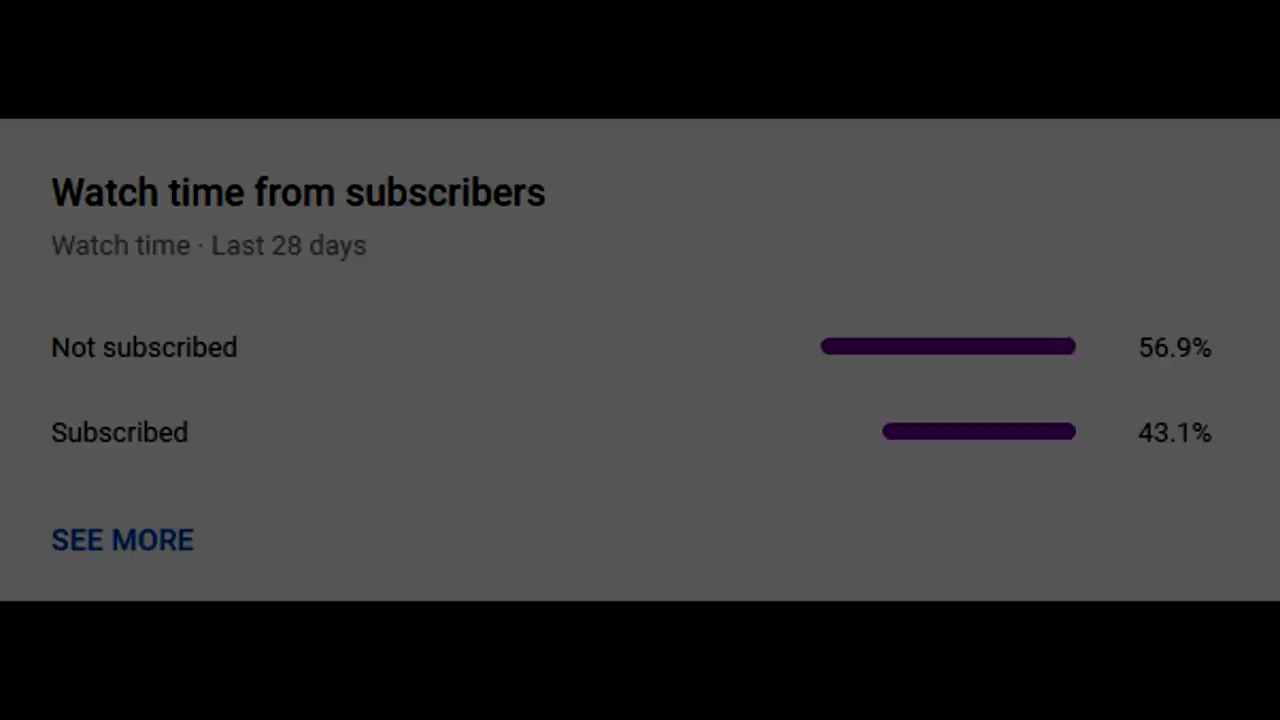 Watch time from subscribers
Watch time · Last 28 days
Not subscribed 56.9%
Subscribed 43.1%
SEE MORE